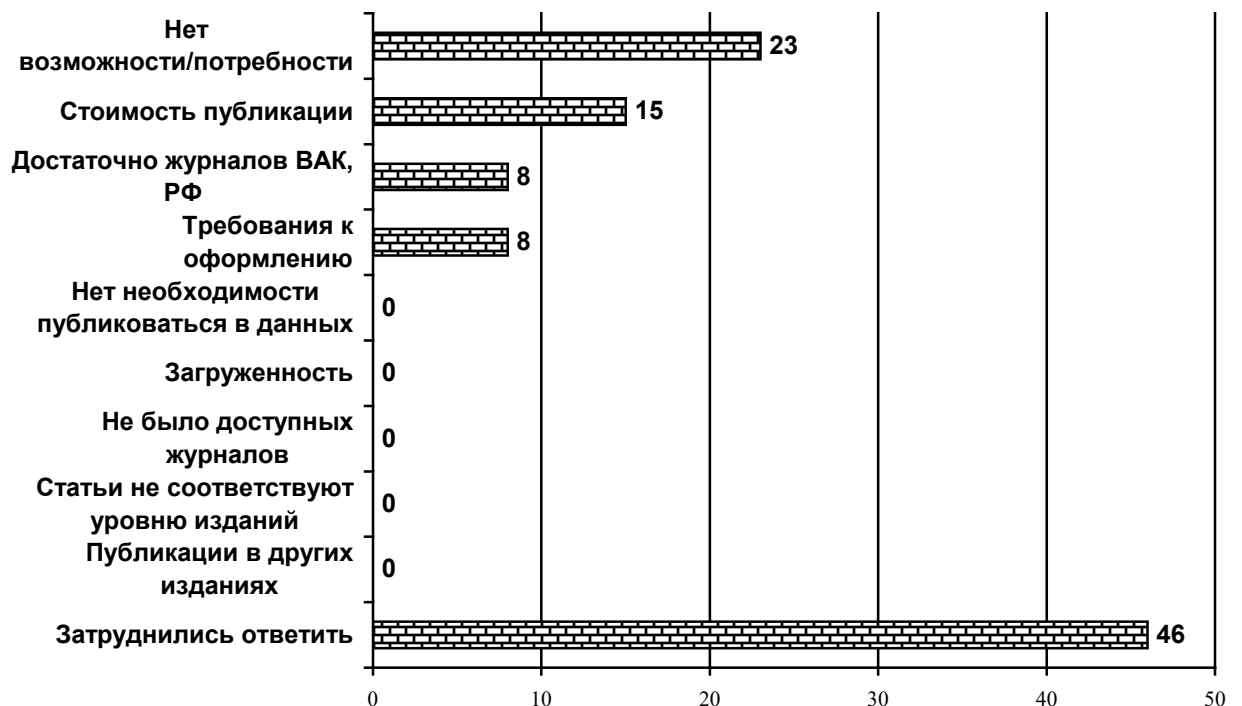 Нет
возможности/потребности
23
Стоимость публикации
15
Достаточно журналов ВАК,
РФ
8
Требования к
оформлению
8
Нет необходимости
публиковаться в данных
0
Загруженность
0
Не было доступных
журналов
0
Статьи не соответствуют
уровню изданий
0
Публикации в других
изданиях
0
Затруднились ответить
46
0 10 20 30 40 50